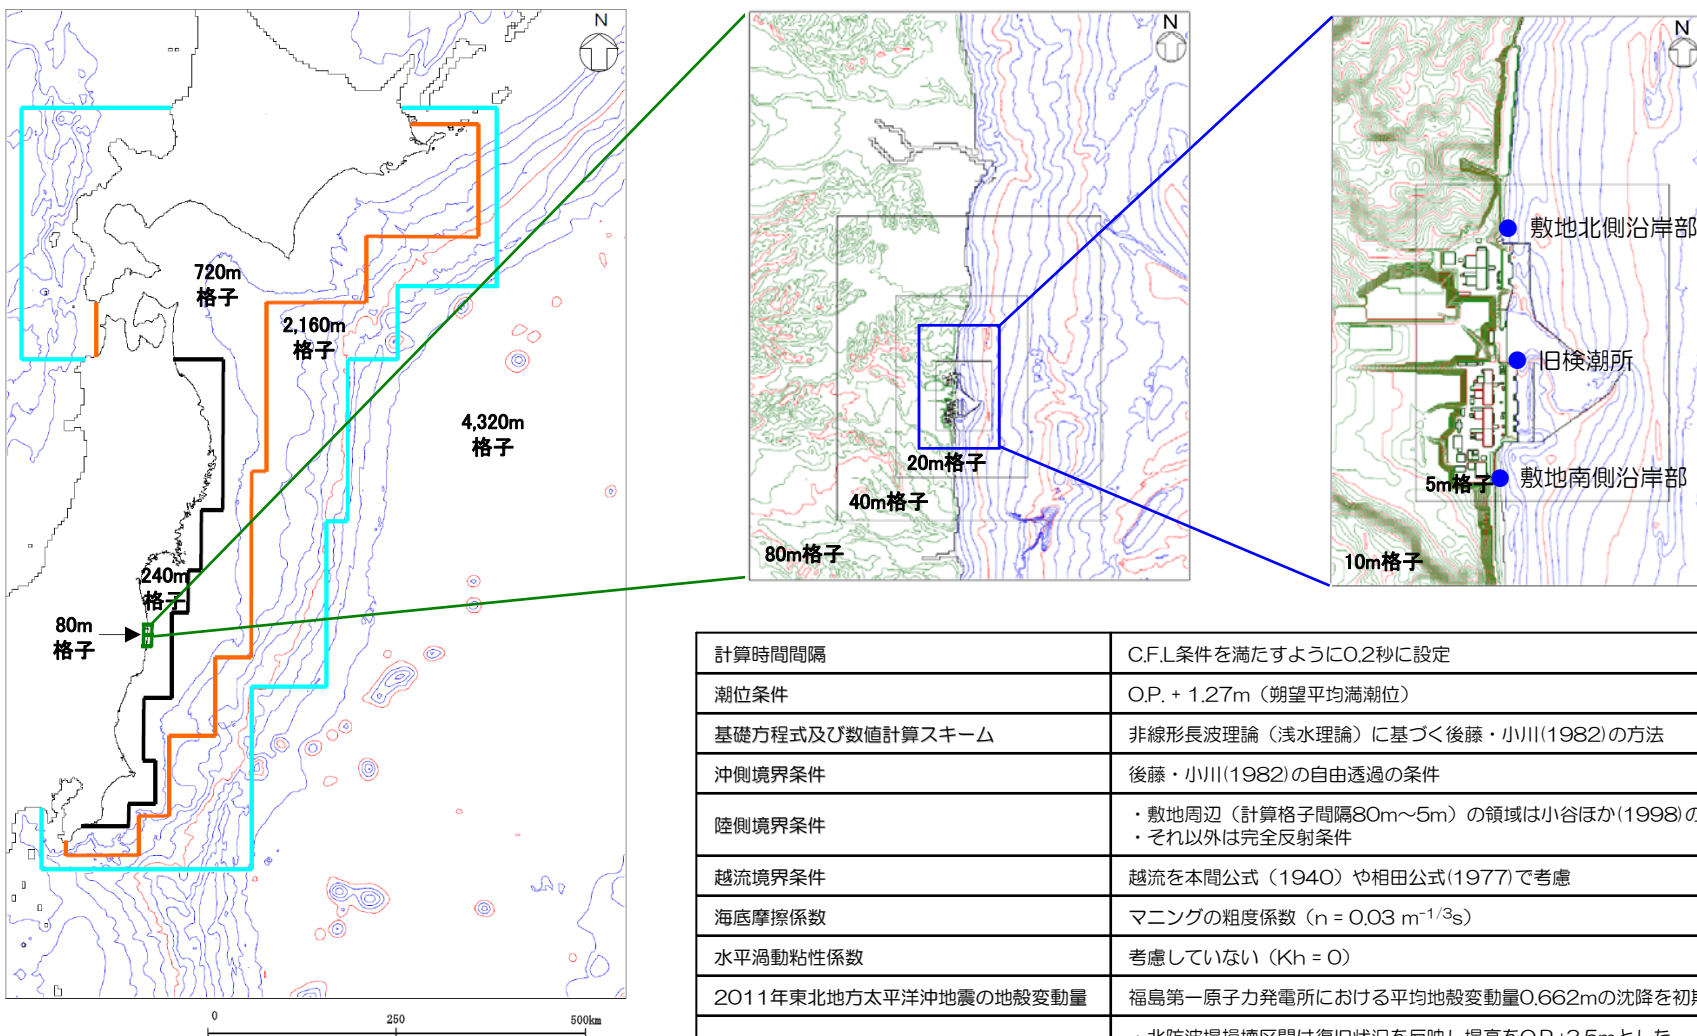 N
720m
格子
2,160m
格子
4,320m
格子
240m
格子
80m
格子
0 250 500km
N
20m格子
40m格子
80m格子
N
敷地北側沿岸部
旧検潮所
敷地南側沿岸部
5m格子
10m格子
計算時間間隔 C.F.L条件を満たすように0.2秒に設定
潮位条件 O.P. + 1.27m（朔望平均満潮位）
基礎方程式及び数値計算スキーム 非線形長波理論（浅水理論）に基づく後藤・小川(1982)の方法
沖側境界条件 後藤・小川(1982)の自由透過の条件
陸側境界条件 ・敷地周辺（計算格子間隔80m～5m）の領域は小谷ほか(1998)の
・それ以外は完全反射条件
越流境界条件 越流を本間公式（1940）や相田公式(1977)で考慮
海底摩擦係数 マニングの粗度係数（n = 0.03 m-1/3s）
水平渦動粘性係数 考慮していない（Kh = 0）
2011年東北地方太平洋沖地震の地殻変動量 福島第一原子力発電所における平均地殻変動量0.662mの沈降を初